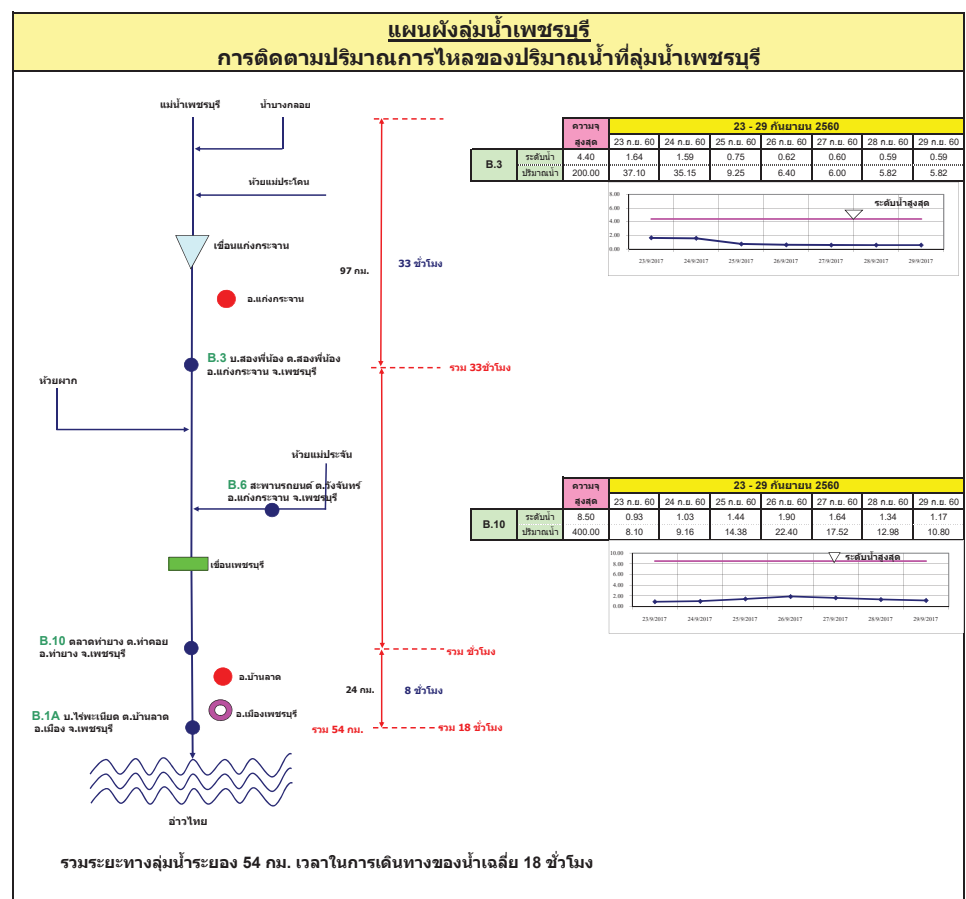 แผนผังลุ่มน้ำเพชรบุรี
การติดตามปริมาณการไหลของปริมาณน้ำที่ลุ่มน้ำเพชรบุรี
แม่น้ำเพชรบุรี น้ำบางกลอย
ห้วยแม่ประโดน
เขื่อนแก่งกระจาน
97 กม. 33 ชั่วโมง
อ.แก่งกระจาน
B.3 บ.สองพี่น้อง ต.สองพี่น้อง
อ.แก่งกระจาน จ.เพชรบุรี
รวม 33ชั่วโมง
ห้วยผาก
ห้วยแม่ประจัน
B.6 สะพานรถยนต์ ต.วังจันทร์
อ.แก่งกระจาน จ.เพชรบุรี
เขื่อนเพชรบุรี
B.10 ตลาดท่ายาง ต.ท่าคอย
อ.ท่ายาง จ.เพชรบุรี
รวม ชั่วโมง
อ.บ้านลาด
24 กม. 8 ชั่วโมง
อ.เมืองเพชรบุรี
B.1A บ.ไร่พะเนียด ต.บ้านลาด
อ.เมือง จ.เพชรบุรี
รวม 54 กม. รวม 18 ชั่วโมง
อ่าวไทย
รวมระยะทางลุ่มน้ำระยอง 54 กม. เวลาในการเดินทางของน้ำเฉลี่ย 18 ชั่วโมง
ความจุ 23 - 29 กันยายน 2560
สูงสุด 23 ก.ย. 60 24 ก.ย. 60 25 ก.ย. 60 26 ก.ย. 60 27 ก.ย. 60 28 ก.ย. 60 29 ก.ย. 60
B.3
ระดับน้ำ 4.40 1.64 1.59 0.75 0.62 0.60 0.59 0.59
ปริมาณน้ำ 200.00 37.10 35.15 9.25 6.40 6.00 5.82 5.82
ระดับน้ำสูงสุด
8.00
6.00
4.00
2.00
0.00
23/9/2017 24/9/2017 25/9/2017 26/9/2017 27/9/2017 28/9/2017 29/9/2017
ความจุ 23 - 29 กันยายน 2560
สูงสุด 23 ก.ย. 60 24 ก.ย. 60 25 ก.ย. 60 26 ก.ย. 60 27 ก.ย. 60 28 ก.ย. 60 29 ก.ย. 60
B.10
ระดับน้ำ 8.50 0.93 1.03 1.44 1.90 1.64 1.34 1.17
ปริมาณน้ำ 400.00 8.10 9.16 14.38 22.40 17.52 12.98 10.80
ระดับน้ำสูงสุด
10.00
8.00
6.00
4.00
2.00
0.00
23/9/2017 24/9/2017 25/9/2017 26/9/2017 27/9/2017 28/9/2017 29/9/2017